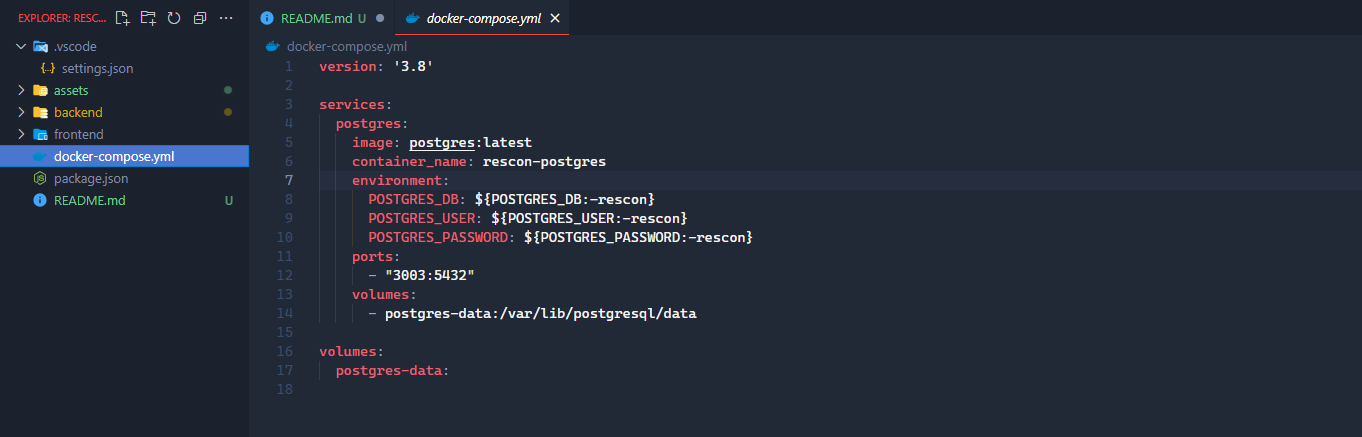 EXPLORER: RESC... ···
.vscode
settings.json
assets
backend
frontend
docker-compose.yml
package.json
README.md U
README.md U docker-compose.yml
docker-compose.yml
1 version: '3.8'
2
3 services:
4 postgres:
5 image: postgres:latest
6 container_name: rescon-postgres
7 environment:
8 POSTGRES_DB: ${POSTGRES_DB:-rescon}
9 POSTGRES_USER: ${POSTGRES_USER:-rescon}
10 POSTGRES_PASSWORD: ${POSTGRES_PASSWORD:-rescon}
11 ports:
12 - "3003:5432"
13 volumes:
14 - postgres-data:/var/lib/postgresql/data
15
16 volumes:
17 postgres-data:
18